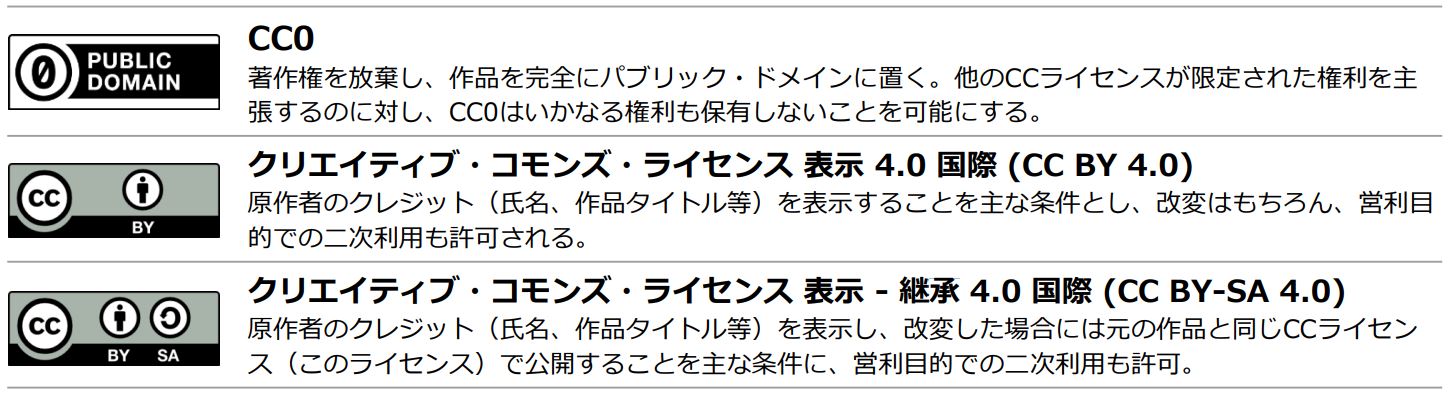 0 PUBLIC
DOMAIN
CC0
著作権を放棄し、作品を完全にパブリック・ドメインに置く。他のCCライセンスが限定された権利を主
張するのに対し、CC0はいかなる権利も保有しないことを可能にする。
CC
BY
クリエイティブ・コモンズ・ライセンス 表示 4.0 国際 (CC BY 4.0)
原作者のクレジット（氏名、作品タイトル等）を表示することを主な条件とし、改変はもちろん、営利目
的での二次利用も許可される。
CC
BY SA
クリエイティブ・コモンズ・ライセンス 表示 - 継承 4.0 国際 (CC BY-SA 4.0)
原作者のクレジット（氏名、作品タイトル等）を表示し、改変した場合には元の作品と同じCCライセン
ス（このライセンス）で公開することを主な条件に、営利目的での二次利用も許可。